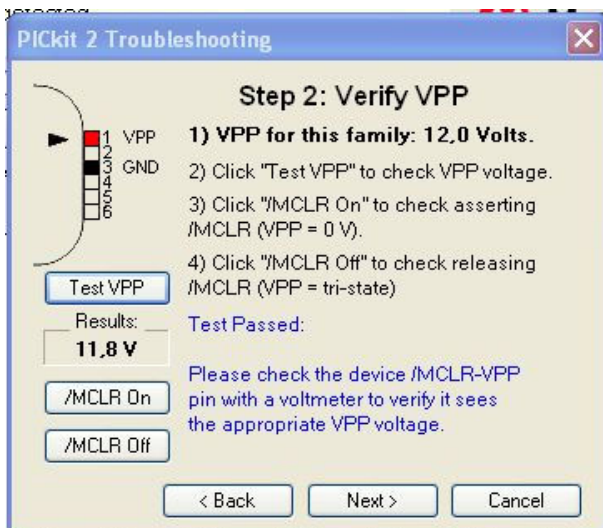 PICkit 2 Troubleshooting
Step 2: Verify VPP
1 VPP
2
3 GND
4
5
6
1) VPP for this family: 12,0 Volts.
2) Click "Test VPP" to check VPP voltage.
3) Click "/MCLR On" to check asserting
/MCLR (VPP = 0 V).
4) Click "/MCLR Off" to check releasing
/MCLR (VPP = tri-state)
Test VPP
Results:
11,8 V
/MCLR On
/MCLR Off
Test Passed:
Please check the device /MCLR-VPP
pin with a voltmeter to verify it sees
the appropriate VPP voltage.
< Back
Next >
Cancel